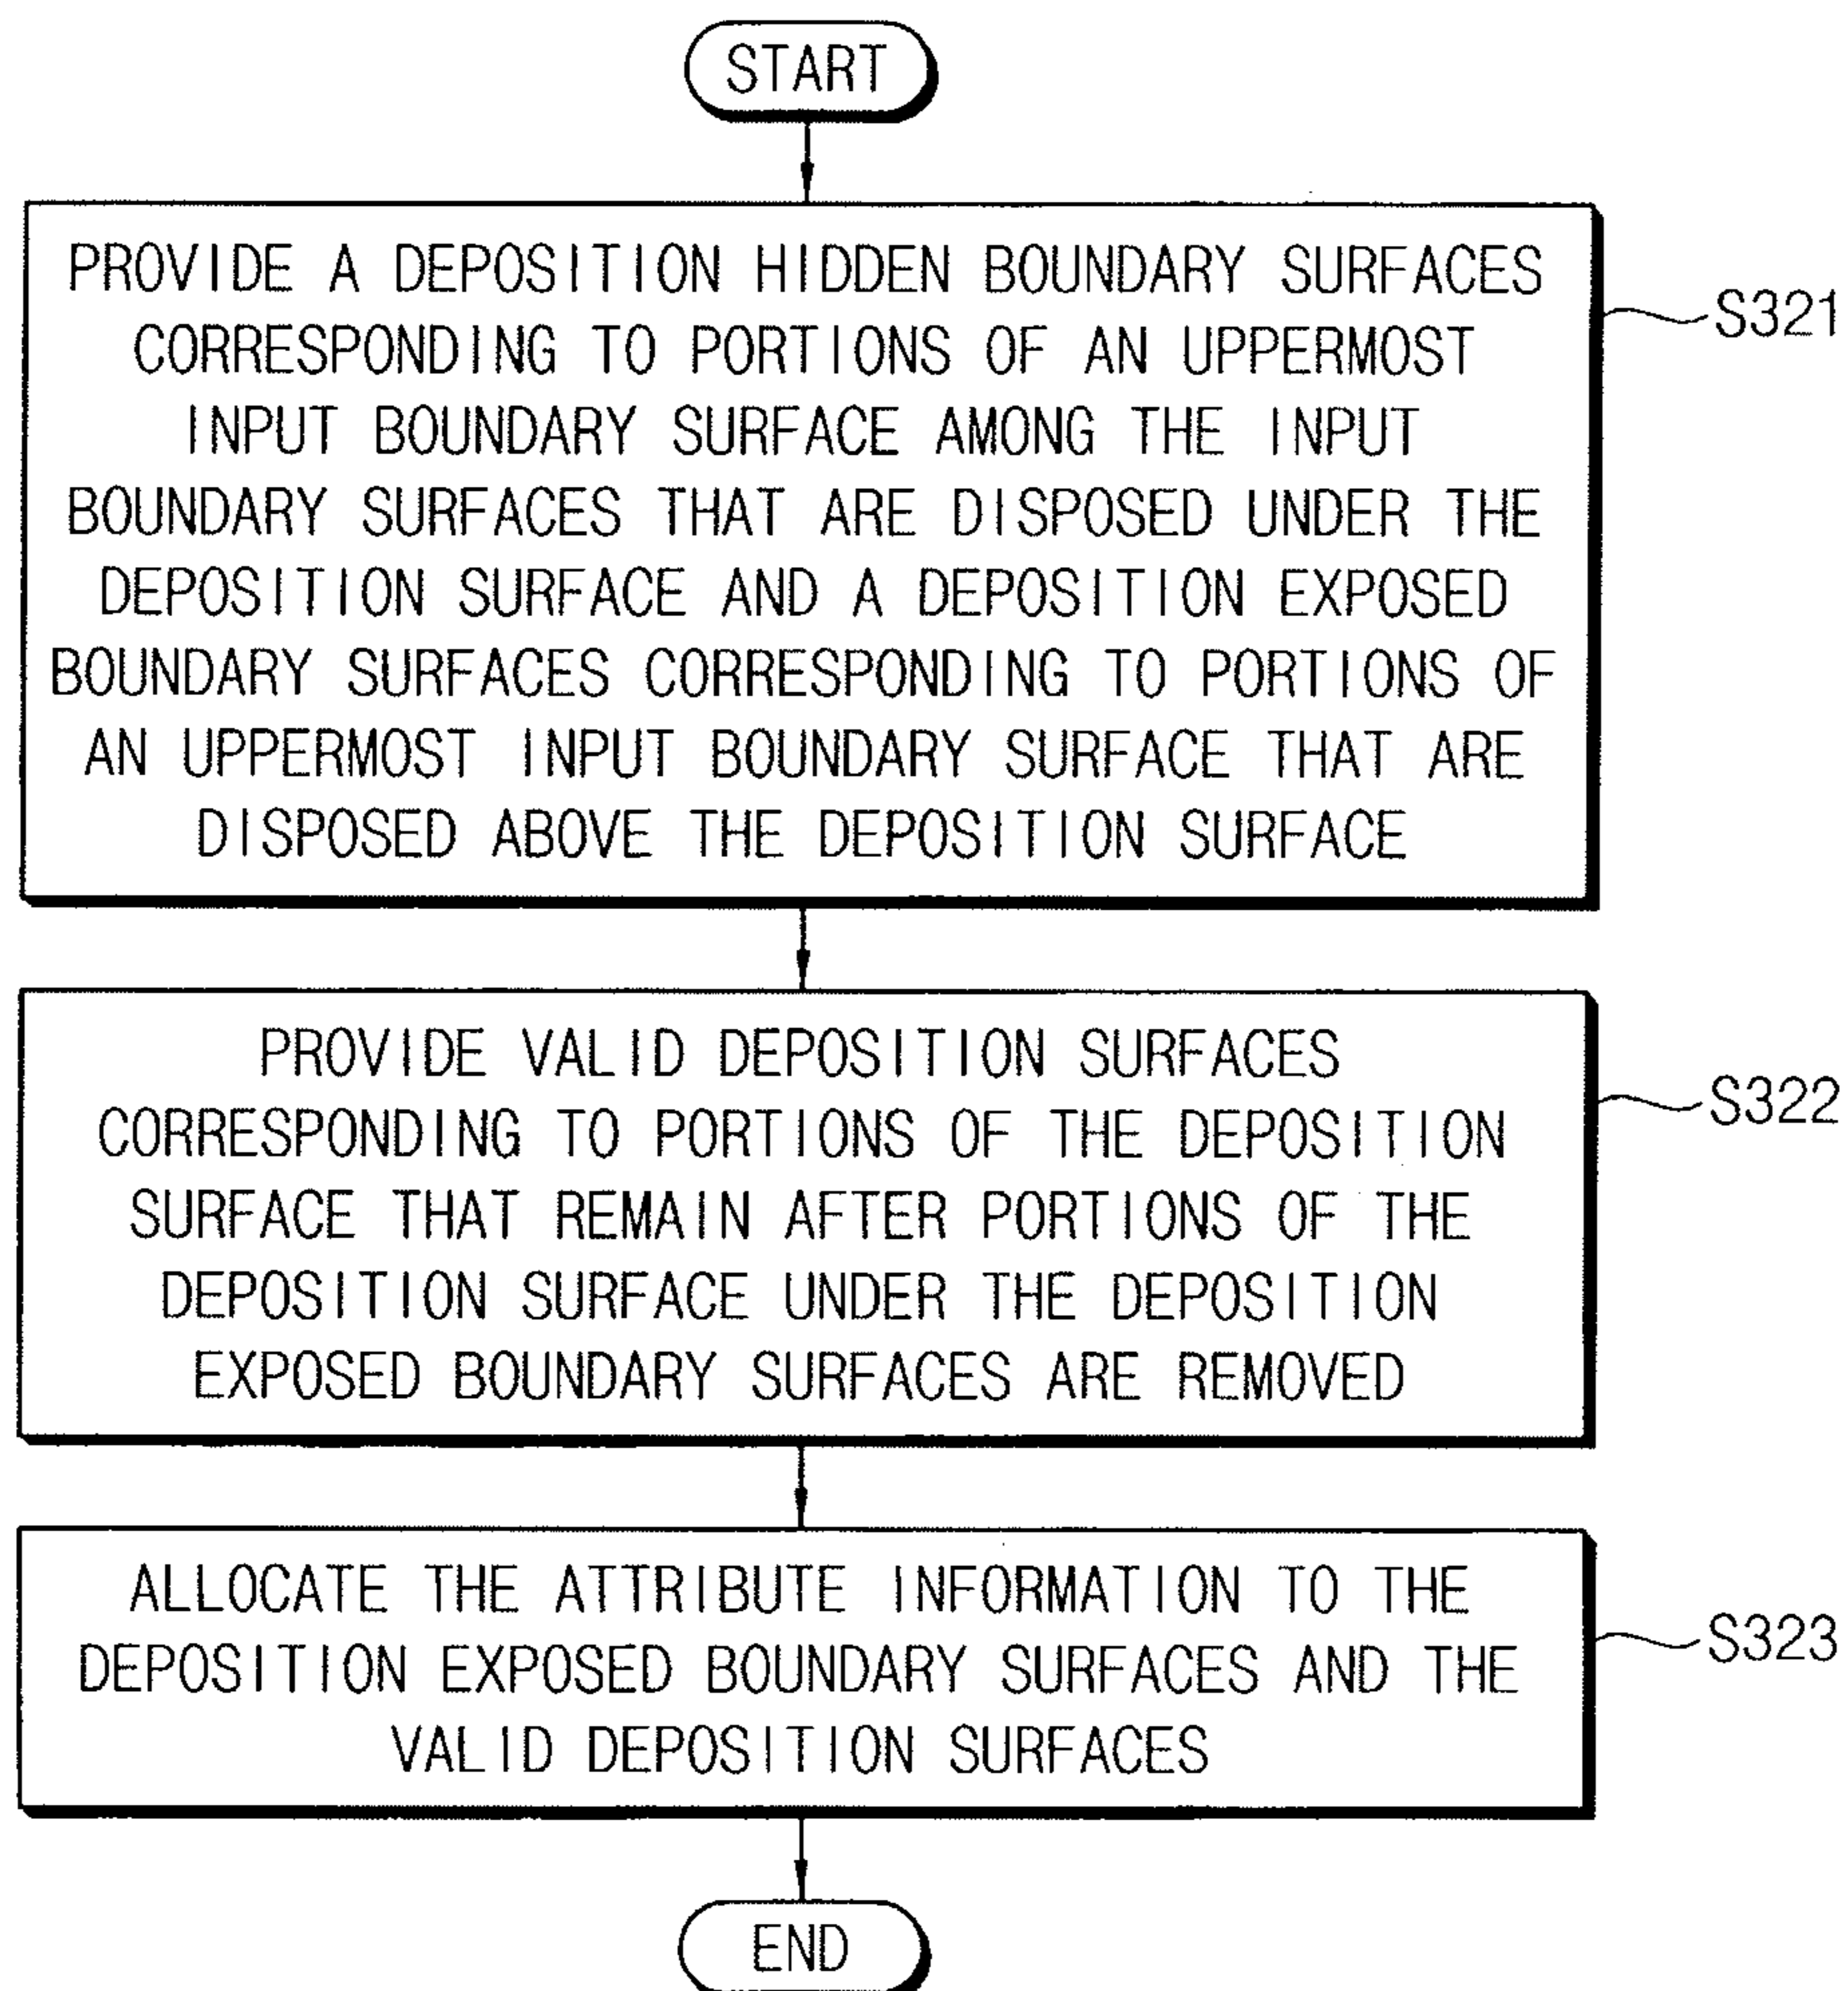 START
PROVIDE A DEPOSITION HIDDEN BOUNDARY SURFACES
CORRESPONDING TO PORTIONS OF AN UPPERMOST
INPUT BOUNDARY SURFACE AMONG THE INPUT
BOUNDARY SURFACES THAT ARE DISPOSED UNDER THE
DEPOSITION SURFACE AND A DEPOSITION EXPOSED
BOUNDARY SURFACES CORRESPONDING TO PORTIONS OF
AN UPPERMOST INPUT BOUNDARY SURFACE THAT ARE
DISPOSED ABOVE THE DEPOSITION SURFACE
S321
PROVIDE VALID DEPOSITION SURFACES
CORRESPONDING TO PORTIONS OF THE DEPOSITION
SURFACE THAT REMAIN AFTER PORTIONS OF THE
DEPOSITION SURFACE UNDER THE DEPOSITION
EXPOSED BOUNDARY SURFACES ARE REMOVED
S322
ALLOCATE THE ATTRIBUTE INFORMATION TO THE
DEPOSITION EXPOSED BOUNDARY SURFACES AND THE
VALID DEPOSITION SURFACES
S323
END